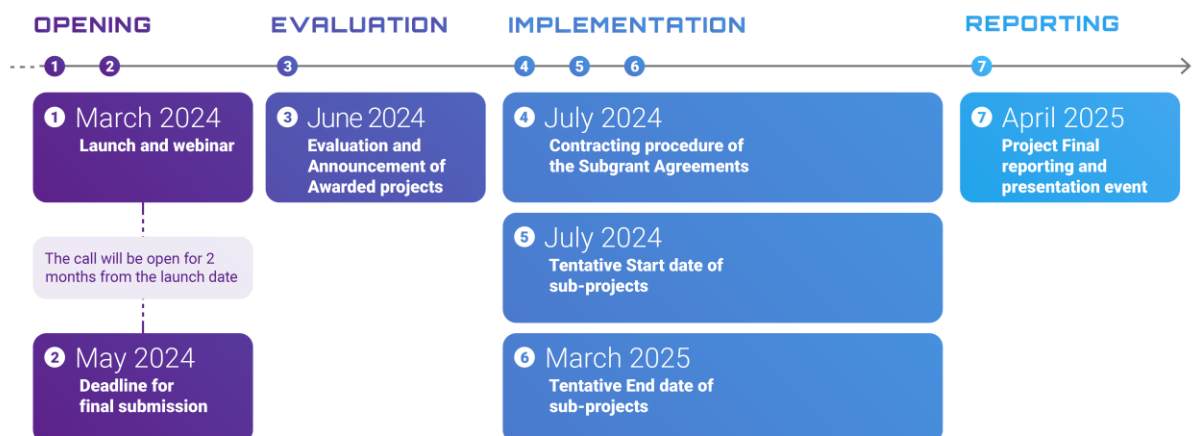 OPENING
EVALUATION
IMPLEMENTATION
REPORTING
1
2
3
4
5
6
7
1 March 2024
Launch and webinar
The call will be open for 2
months from the launch date
2 May 2024
Deadline for
final submission
3 June 2024
Evaluation and
Announcement of
Awarded projects
4 July 2024
Contracting procedure of
the Subgrant Agreements
5 July 2024
Tentative Start date of
sub-projects
6 March 2025
Tentative End date of
sub-projects
7 April 2025
Project Final
reporting and
presentation event